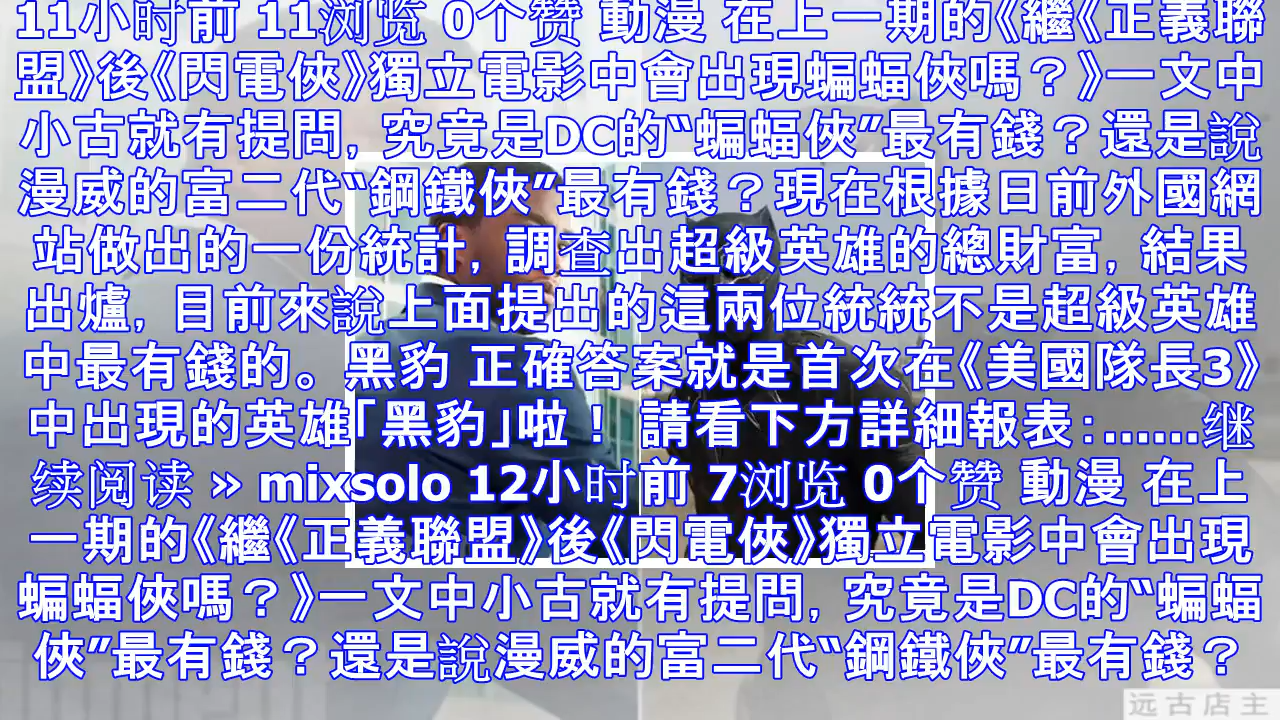 11小时前 11浏览 0个赞 動漫 在上一期的《繼《正義聯
盟》後《閃電俠》獨立電影中會出現蝙蝠俠嗎？》一文中
小古就有提問，究竟是DC的“蝙蝠俠”最有錢？還是說
漫威的富二代“鋼鐵俠”最有錢？現在根據日前外國網
站做出的一份統計，調查出超級英雄的總財富，結果
出爐，目前來說上面提出的這兩位統統不是超級英雄
中最有錢的。黑豹 正確答案就是首次在《美國隊長3》
中出現的英雄「黑豹」啦！ 請看下方詳細報表：......继
续阅读 » mixsolo 12小时前 7浏览 0个赞 動漫 在上
一期的《繼《正義聯盟》後《閃電俠》獨立電影中會出現
蝙蝠俠嗎？》一文中小古就有提問，究竟是DC的“蝙蝠
俠”最有錢？還是說漫威的富二代“鋼鐵俠”最有錢？
远古店主